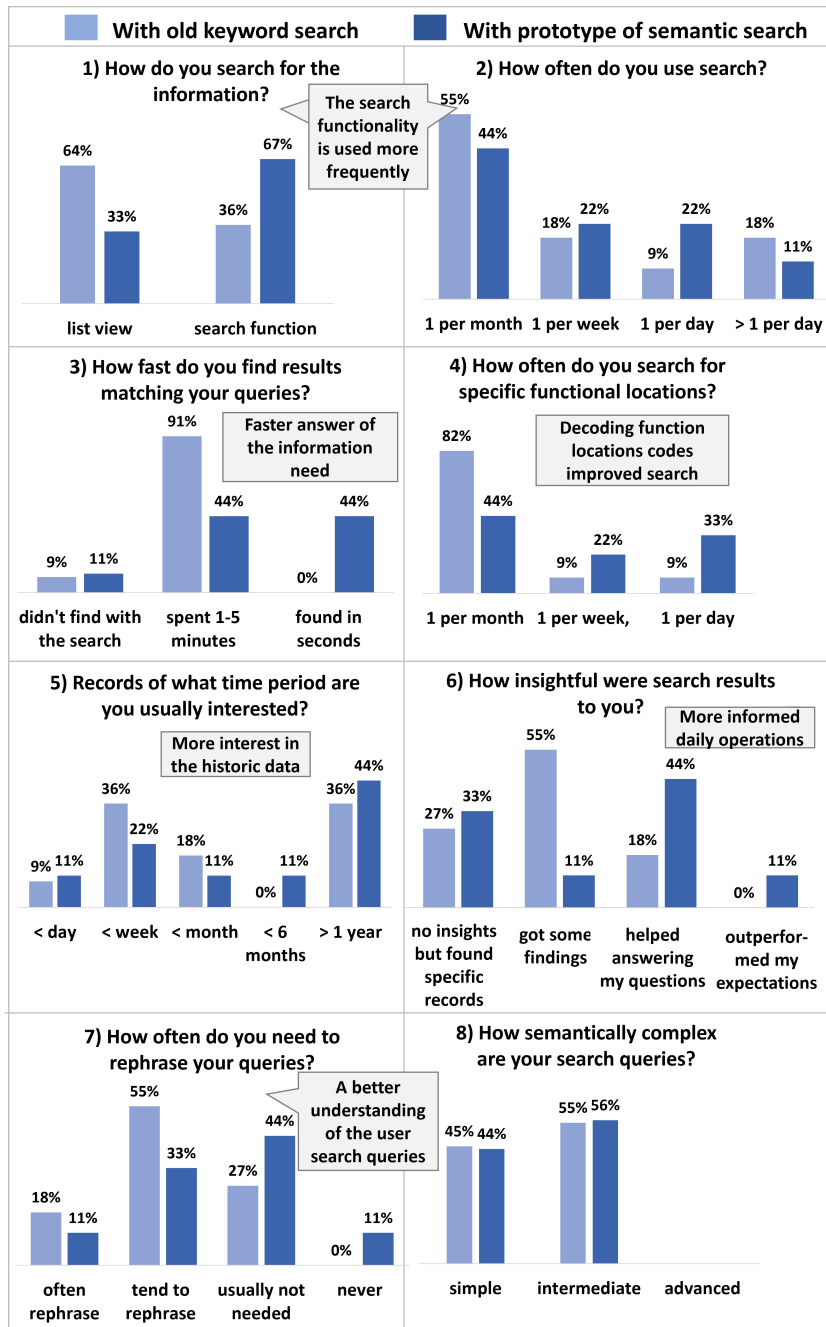 With old keyword search
With prototype of semantic search
1) How do you search for the
information?
The search
functionality
is used more
frequently
64%
33%
36%
67%
list view
search function
2) How often do you use search?
55%
44%
18%
22%
9%
22%
18%
11%
1 per month
1 per week
1 per day
> 1 per day
3) How fast do you find results
matching your queries?
Faster answer of
the information
need
9%
11%
91%
44%
0%
44%
didn't find with
the search
spent 1-5
minutes
found in
seconds
4) How often do you search for
specific functional locations?
Decoding function
locations codes
improved search
82%
44%
9%
22%
9%
33%
1 per month
1 per week,
1 per day
5) Records of what time period are
you usually interested?
More interest in
the historic data
9%
11%
36%
22%
18%
11%
0%
11%
36%
44%
< day
< week
< month
< 6
months
> 1 year
6) How insightful were search results
to you?
More informed
daily operations
27%
33%
55%
11%
18%
44%
0%
11%
no insights
but found
specific
records
got some
findings
helped
answering
my questions
outperfor-
med my
expectations
7) How often do you need to
rephrase your queries?
A better
understanding
of the user
search queries
18%
11%
55%
33%
27%
44%
0%
11%
often
rephrase
tend to
rephrase
usually not
needed
never
8) How semantically complex
are your search queries?
45%
44%
55%
56%
simple
intermediate
advanced